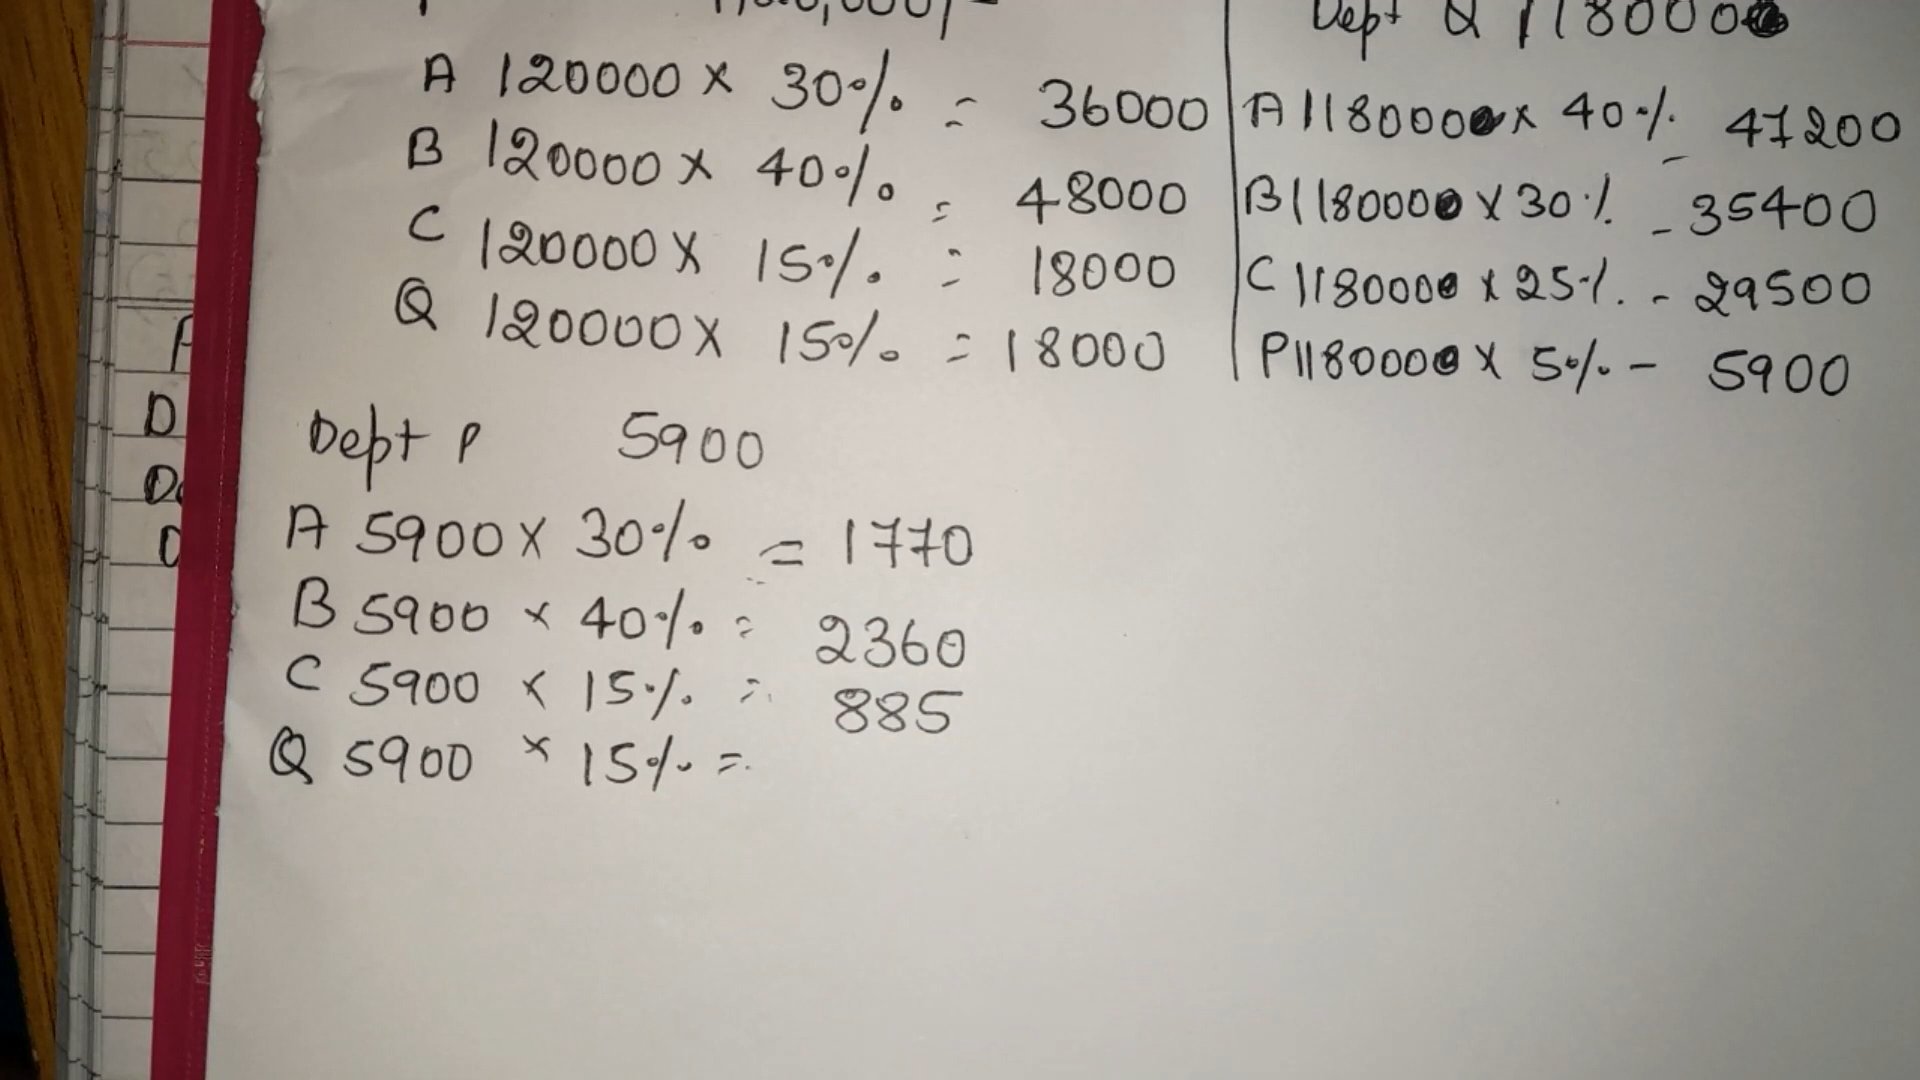 Dept Q 118000
A 120000 x 30% = 36000
B 120000 x 40% = 48000
C 120000 x 15% = 18000
Q 120000 x 15% = 18000
A 118000 x 40% - 47200
B 118000 x 30% - 35400
C 118000 x 25% - 29500
P 118000 x 5% - 5900
Dept P 5900
A 5900 x 30% = 1770
B 5900 x 40% = 2360
C 5900 x 15% = 885
Q 5900 x 15% =